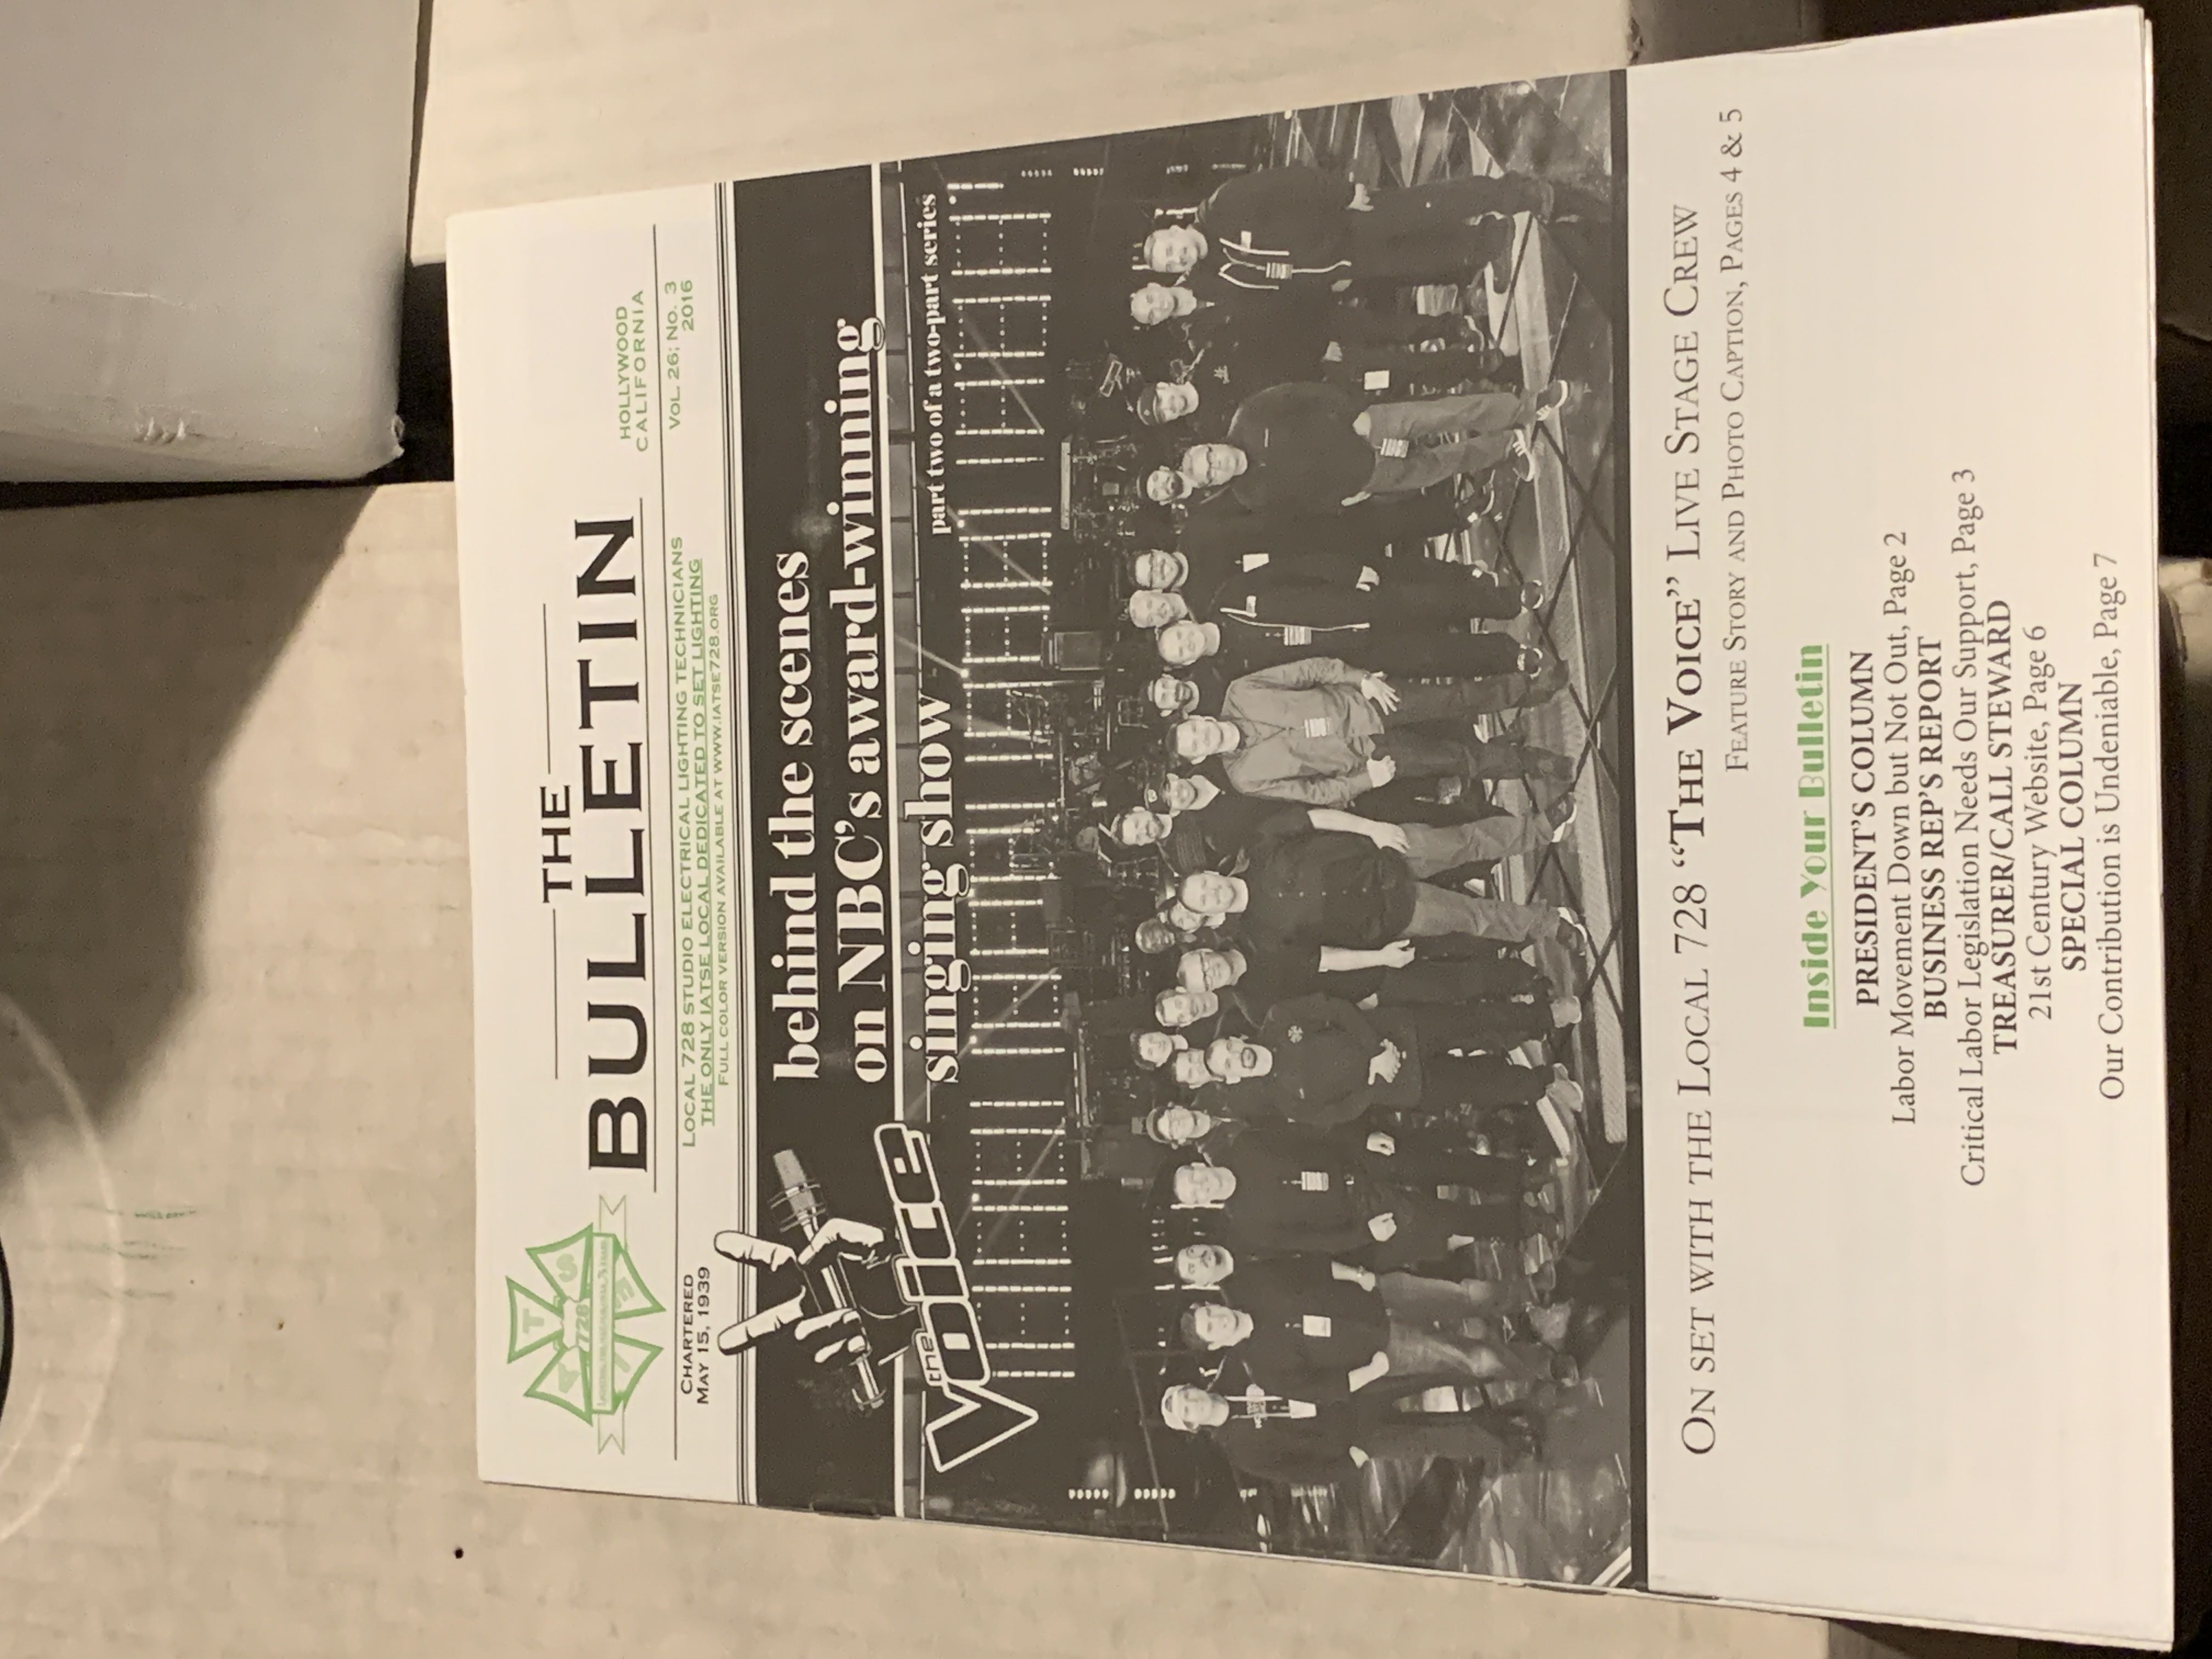 THE
BULLETIN
HOLLYWOOD
CALIFORNIA
I A T S E
728
CHARTERED
MAY 15, 1939
LOCAL 728 STUDIO ELECTRICAL LIGHTING TECHNICIANS
THE ONLY IATSE LOCAL DEDICATED TO SET LIGHTING
FULL COLOR VERSION AVAILABLE AT WWW.IATSE728.ORG
VOL. 26; NO. 3
2016
behind the scenes
on NBC's award-winning
singing show
part two of a two-part series
the
Voice
ON SET WITH THE LOCAL 728 “THE VOICE” LIVE STAGE CREW
FEATURE STORY AND PHOTO CAPTION, PAGES 4 & 5
Inside Your Bulletin
PRESIDENT'S COLUMN
Labor Movement Down but Not Out, Page 2
BUSINESS REP'S REPORT
Critical Labor Legislation Needs Our Support, Page 3
TREASURER/CALL STEWARD
21st Century Website, Page 6
SPECIAL COLUMN
Our Contribution is Undeniable, Page 7